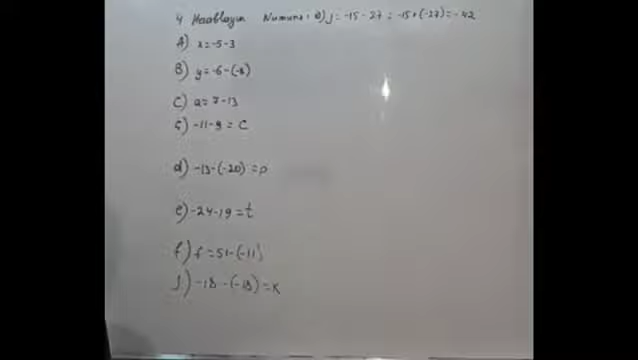 4 Hesablayın Nümunə: ə) j = -15 - 27 = -15 + (-27) = -42
A) x = -5 - 3
B) y = -6 - (-8)
C) a = 7 - 13
Ç) -11 - 9 = C
d) -13 - (-20) = p
e) -24 - 19 = t
f) f = 51 - (-11)
j) -18 - (-18) = k